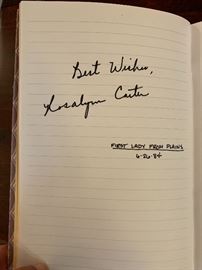 Best Wishes,
Rosalynn Carter
FIRST LADY FROM PLAINS
6-26-84